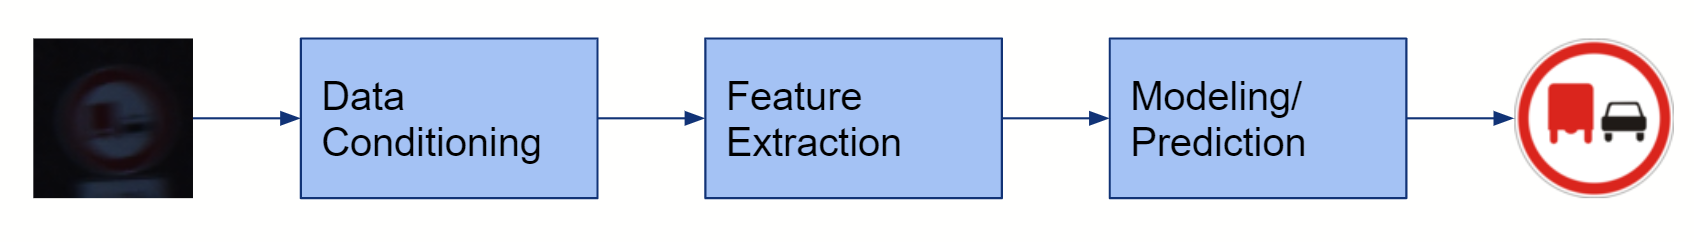 Data
Conditioning
Feature
Extraction
Modeling/
Prediction